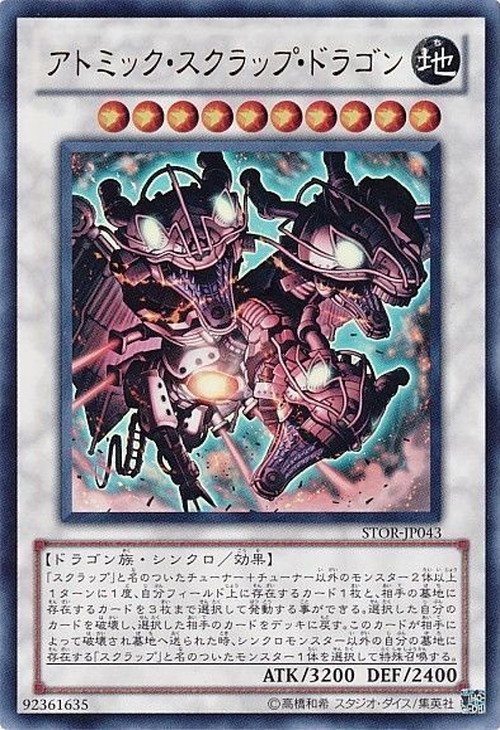 アトミック・スクラップ・ドラゴン
地
STOR-JP043
【ドラゴン族・シンクロ／効果】
「スクラップ」と名のついたチューナー＋チューナー以外のモンスター２体以上
１ターンに１度、自分フィールド上に存在するカード１枚と、相手の墓地に
存在するカードを３枚まで選択して発動する事ができる。選択した自分の
カードを破壊し、選択した相手のカードをデッキに戻す。このカードが相手に
よって破壊され墓地へ送られた時、シンクロモンスター以外の自分の墓地に
存在する「スクラップ」と名のついたモンスター１体を選択して特殊召喚する。
ATK/3200 DEF/2400
92361635
©高橋和希 スタジオ・ダイス/集英社